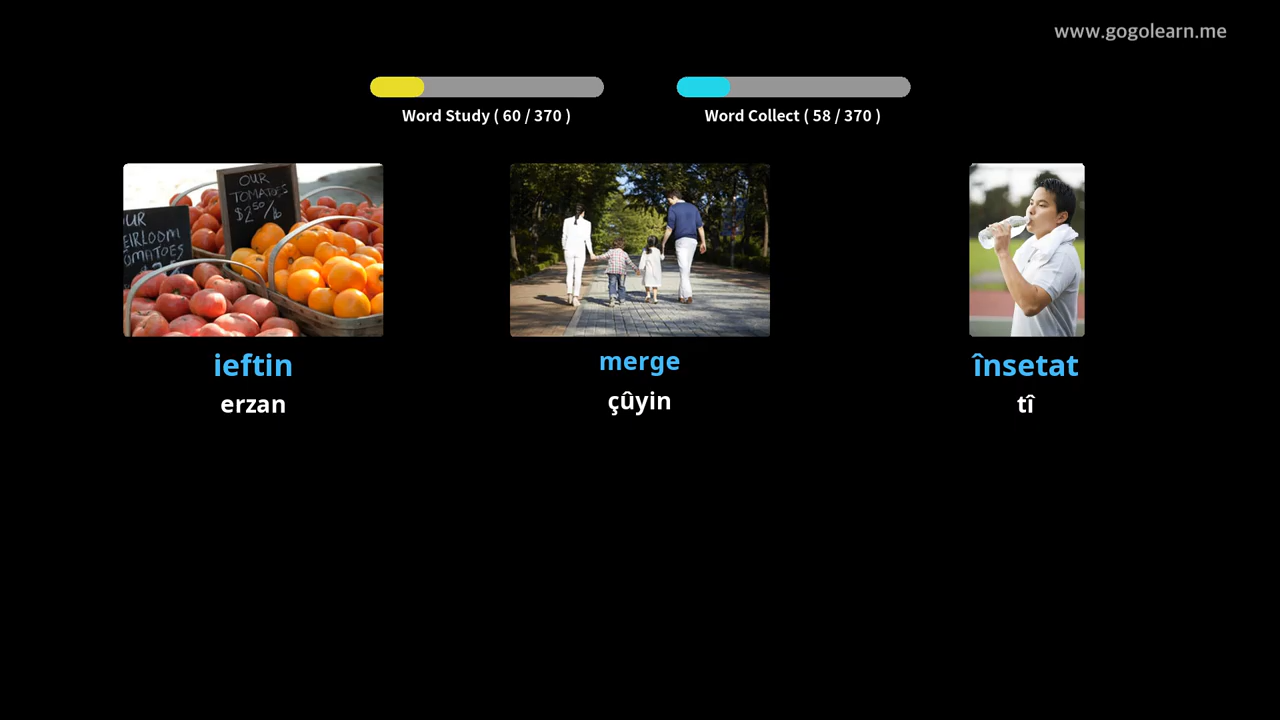 www.gogolearn.me
Word Study ( 60 / 370 )
Word Collect ( 58 / 370 )
OUR
TOMATOES
$2.50/lb
UR
EIRLOOM
OMATOES
ieftin
erzan
merge
çûyin
însetat
tî